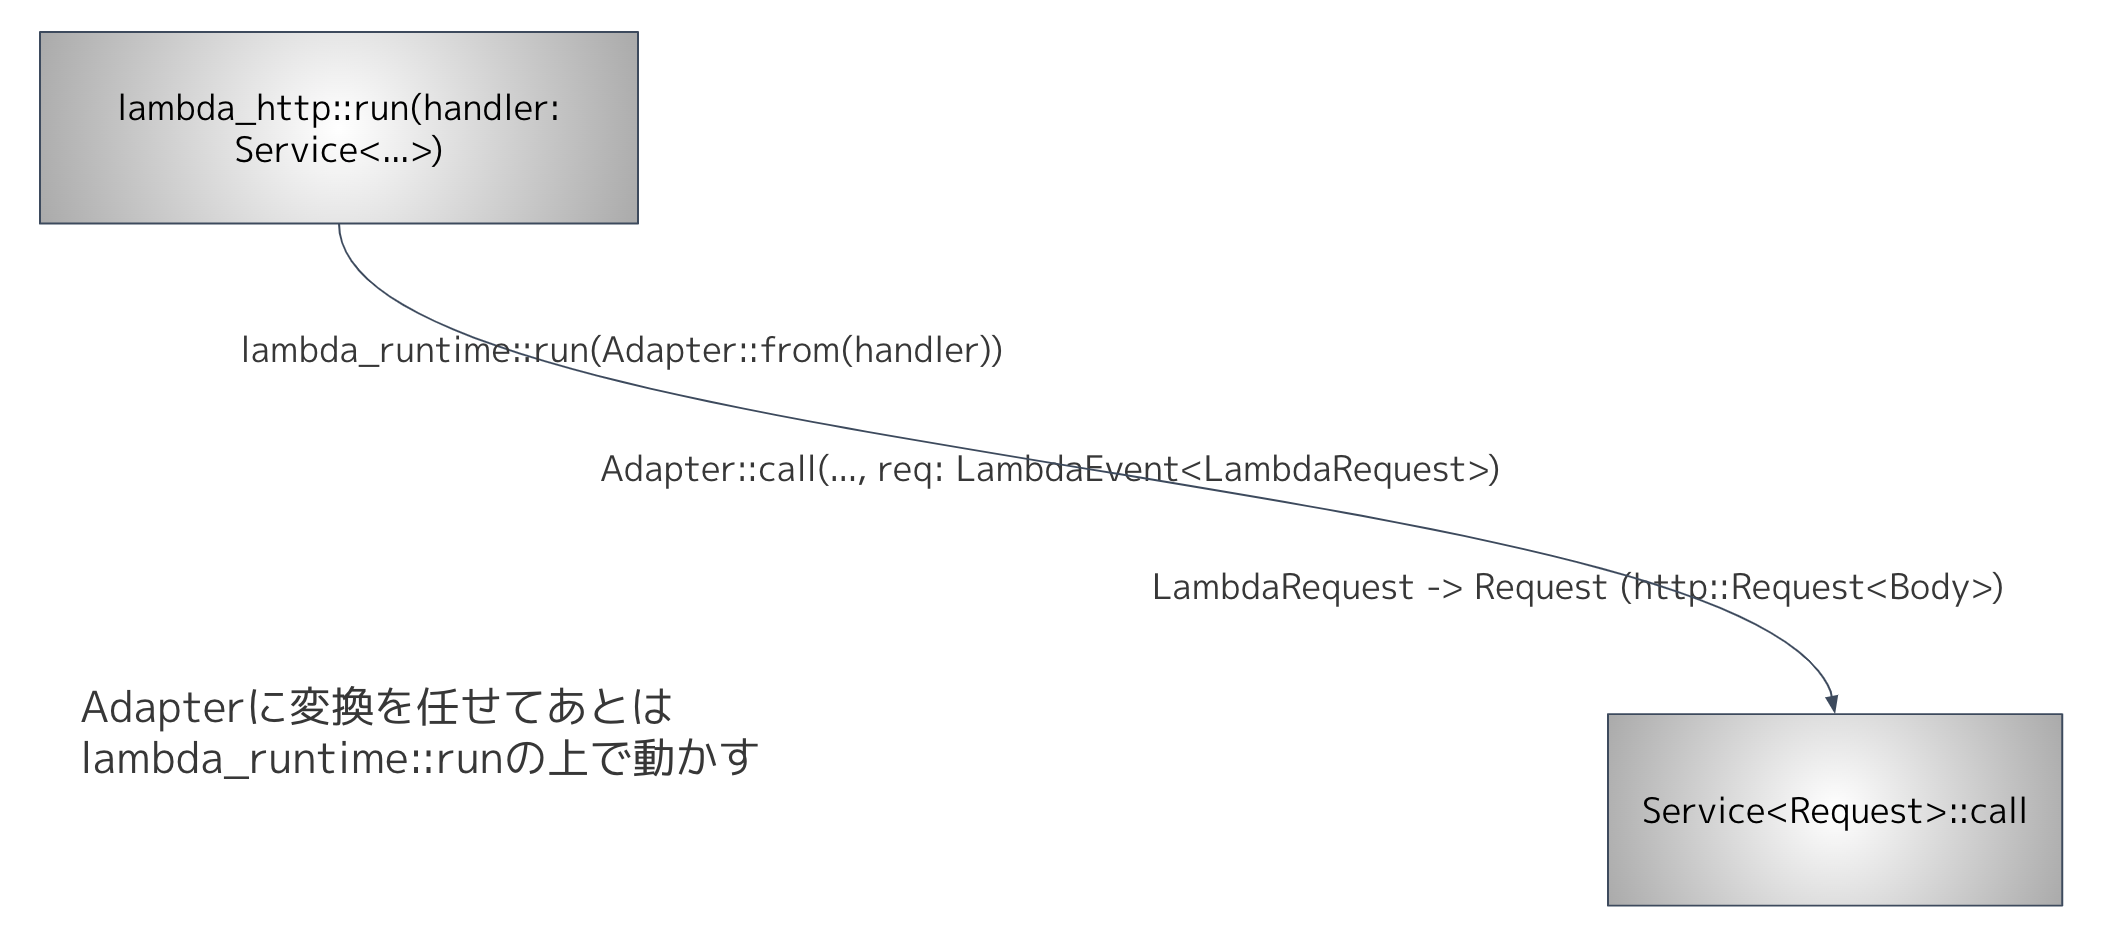 lambda_http::run(handler:
Service<...>)
lambda_runtime::run(Adapter::from(handler))
Adapter::call(..., req: LambdaEvent<LambdaRequest>)
LambdaRequest -> Request (http::Request<Body>)
Adapterに変換を任せてあとは
lambda_runtime::runの上で動かす
Service<Request>::call